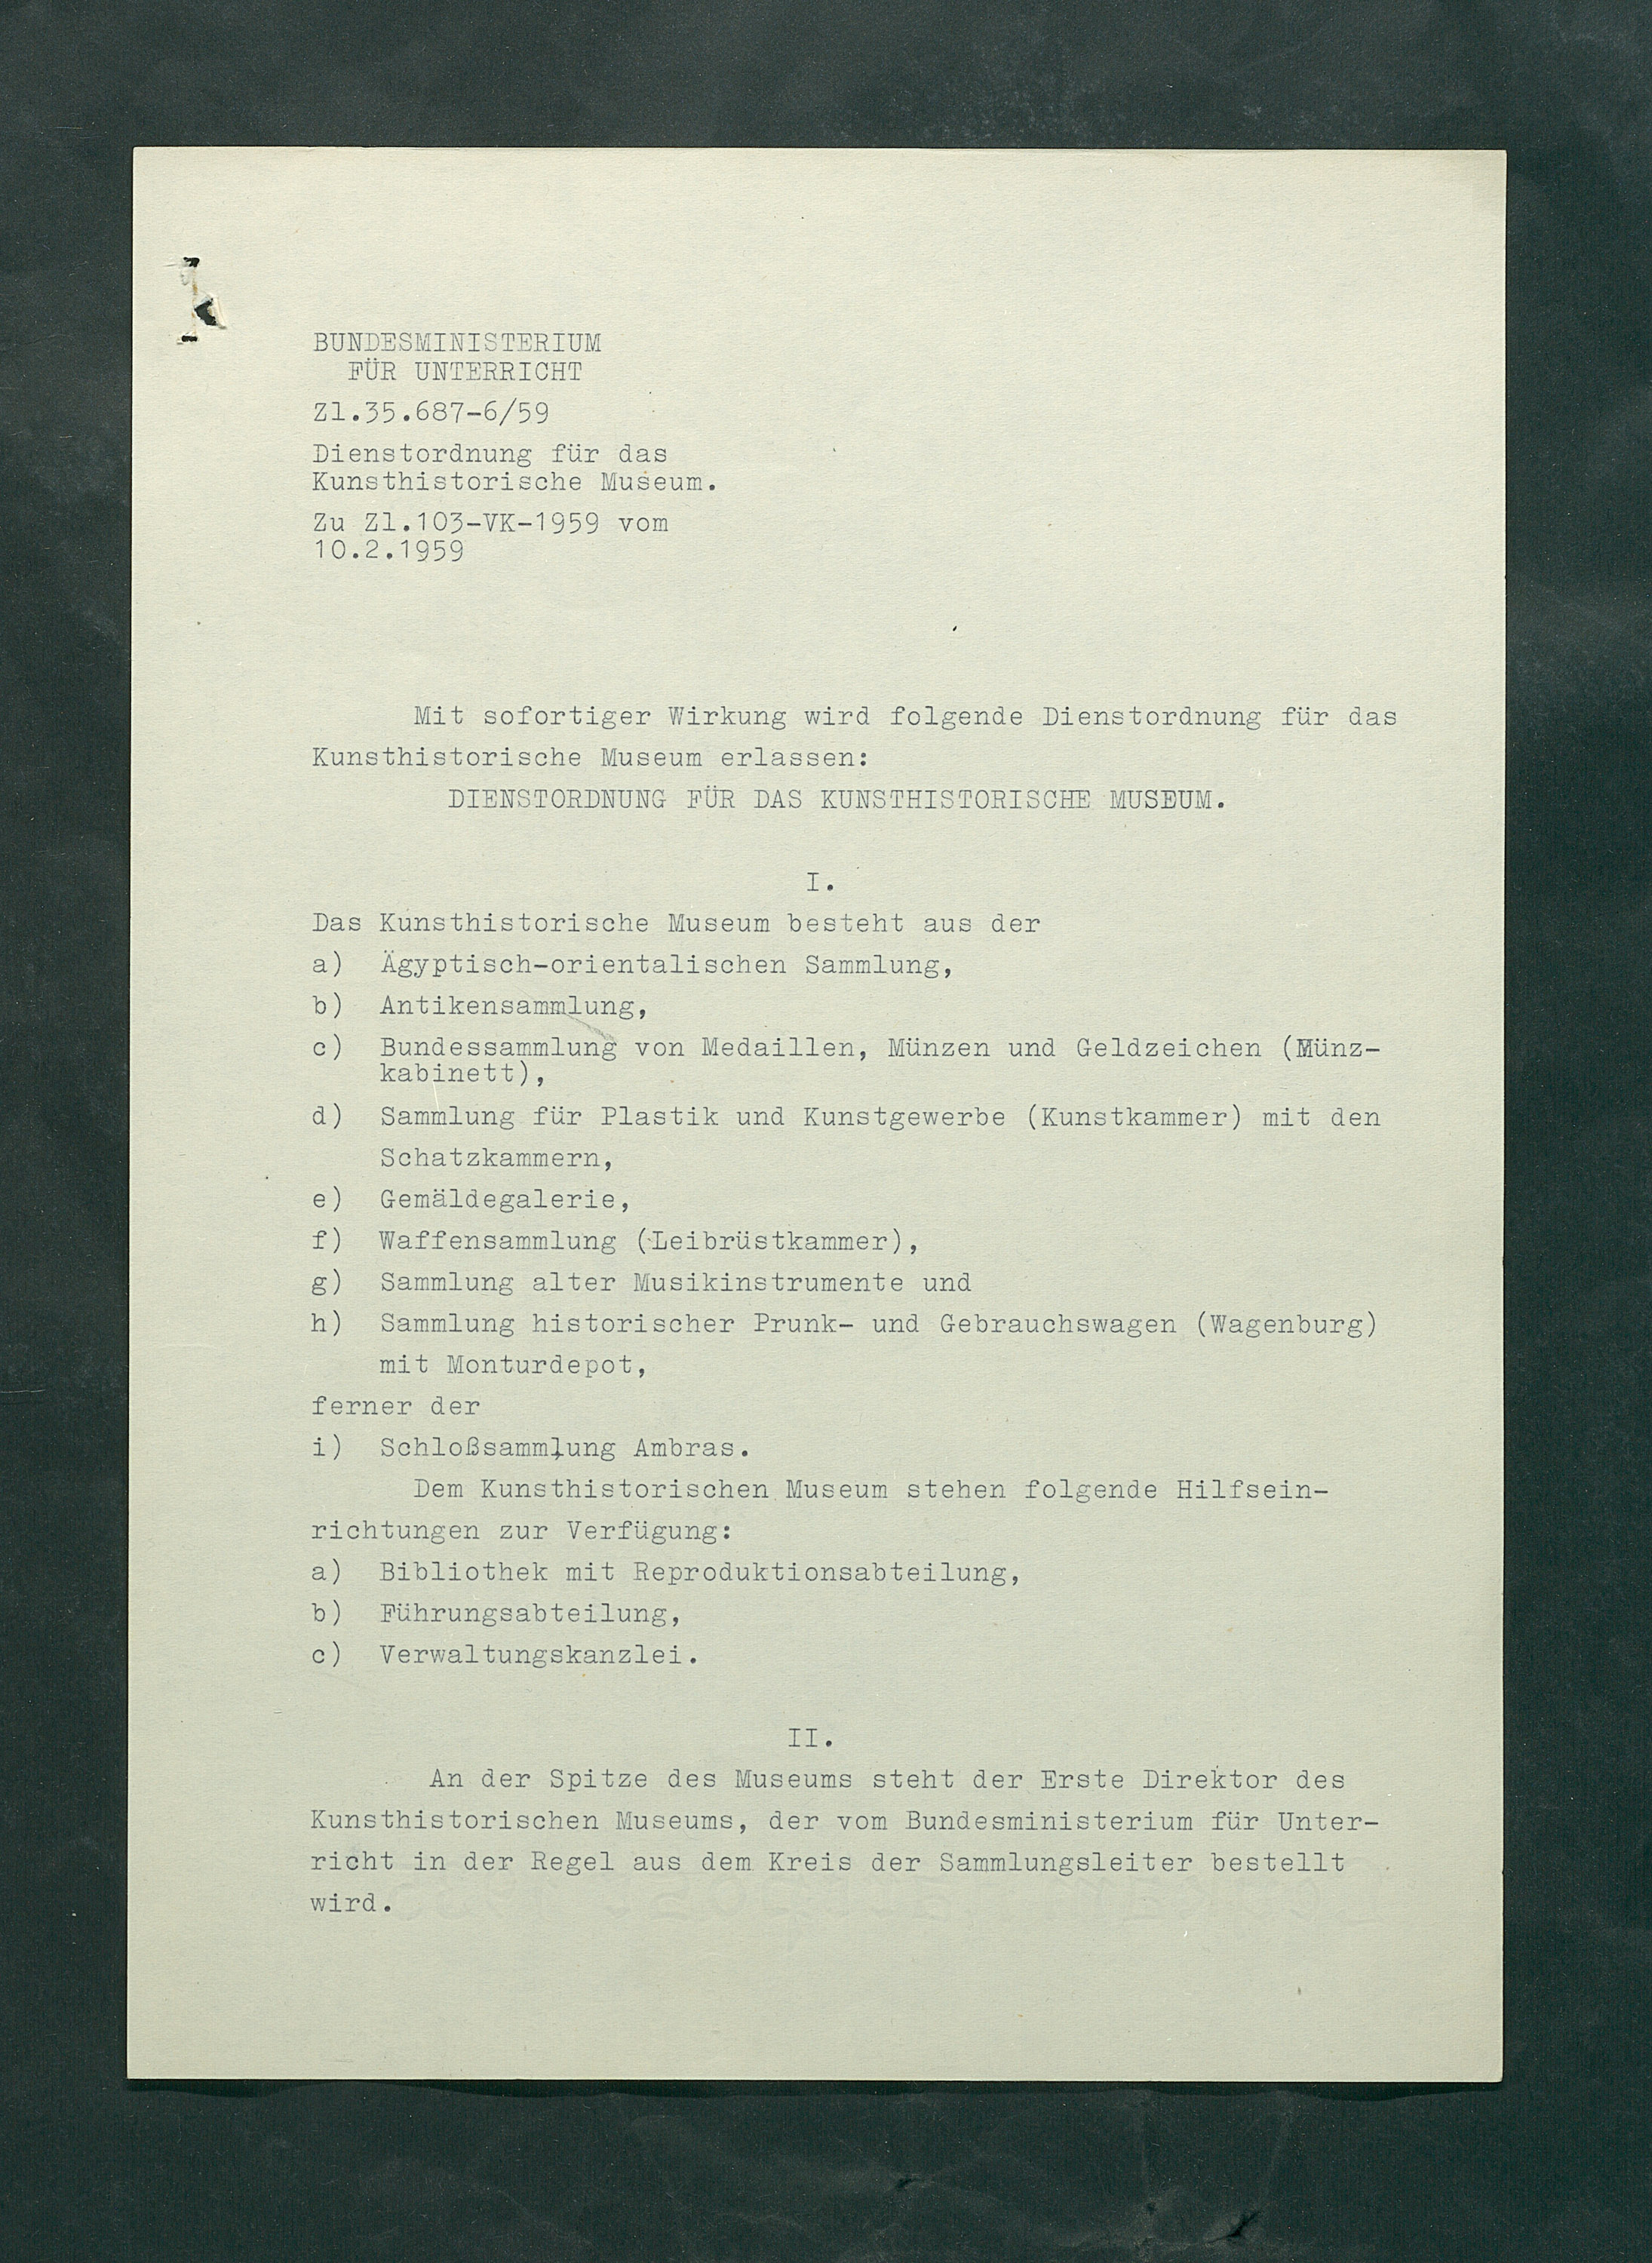 BUNDESMINISTERIUM
FÜR UNTERRICHT
Zl.35.687-6/59
Dienstordnung für das
Kunsthistorische Museum.
Zu Zl.103-VK-1959 vom
10.2.1959
Mit sofortiger Wirkung wird folgende Dienstordnung für das
Kunsthistorische Museum erlassen:
DIENSTORDNUNG FÜR DAS KUNSTHISTORISCHE MUSEUM.
I.
Das Kunsthistorische Museum besteht aus der
a) Ägyptisch-orientalischen Sammlung,
b) Antikensammlung,
c) Bundessammlung von Medaillen, Münzen und Geldzeichen (Münz-
kabinett),
d) Sammlung für Plastik und Kunstgewerbe (Kunstkammer) mit den
Schatzkammern,
e) Gemäldegalerie,
f) Waffensammlung (Leibrüstkammer),
g) Sammlung alter Musikinstrumente und
h) Sammlung historischer Prunk- und Gebrauchswagen (Wagenburg)
mit Monturdepot,
ferner der
i) Schloßsammlung Ambras.
Dem Kunsthistorischen Museum stehen folgende Hilfsein-
richtungen zur Verfügung:
a) Bibliothek mit Reproduktionsabteilung,
b) Führungsabteilung,
c) Verwaltungskanzlei.
II.
An der Spitze des Museums steht der Erste Direktor des
Kunsthistorischen Museums, der vom Bundesministerium für Unter-
richt in der Regel aus dem Kreis der Sammlungsleiter bestellt
wird.